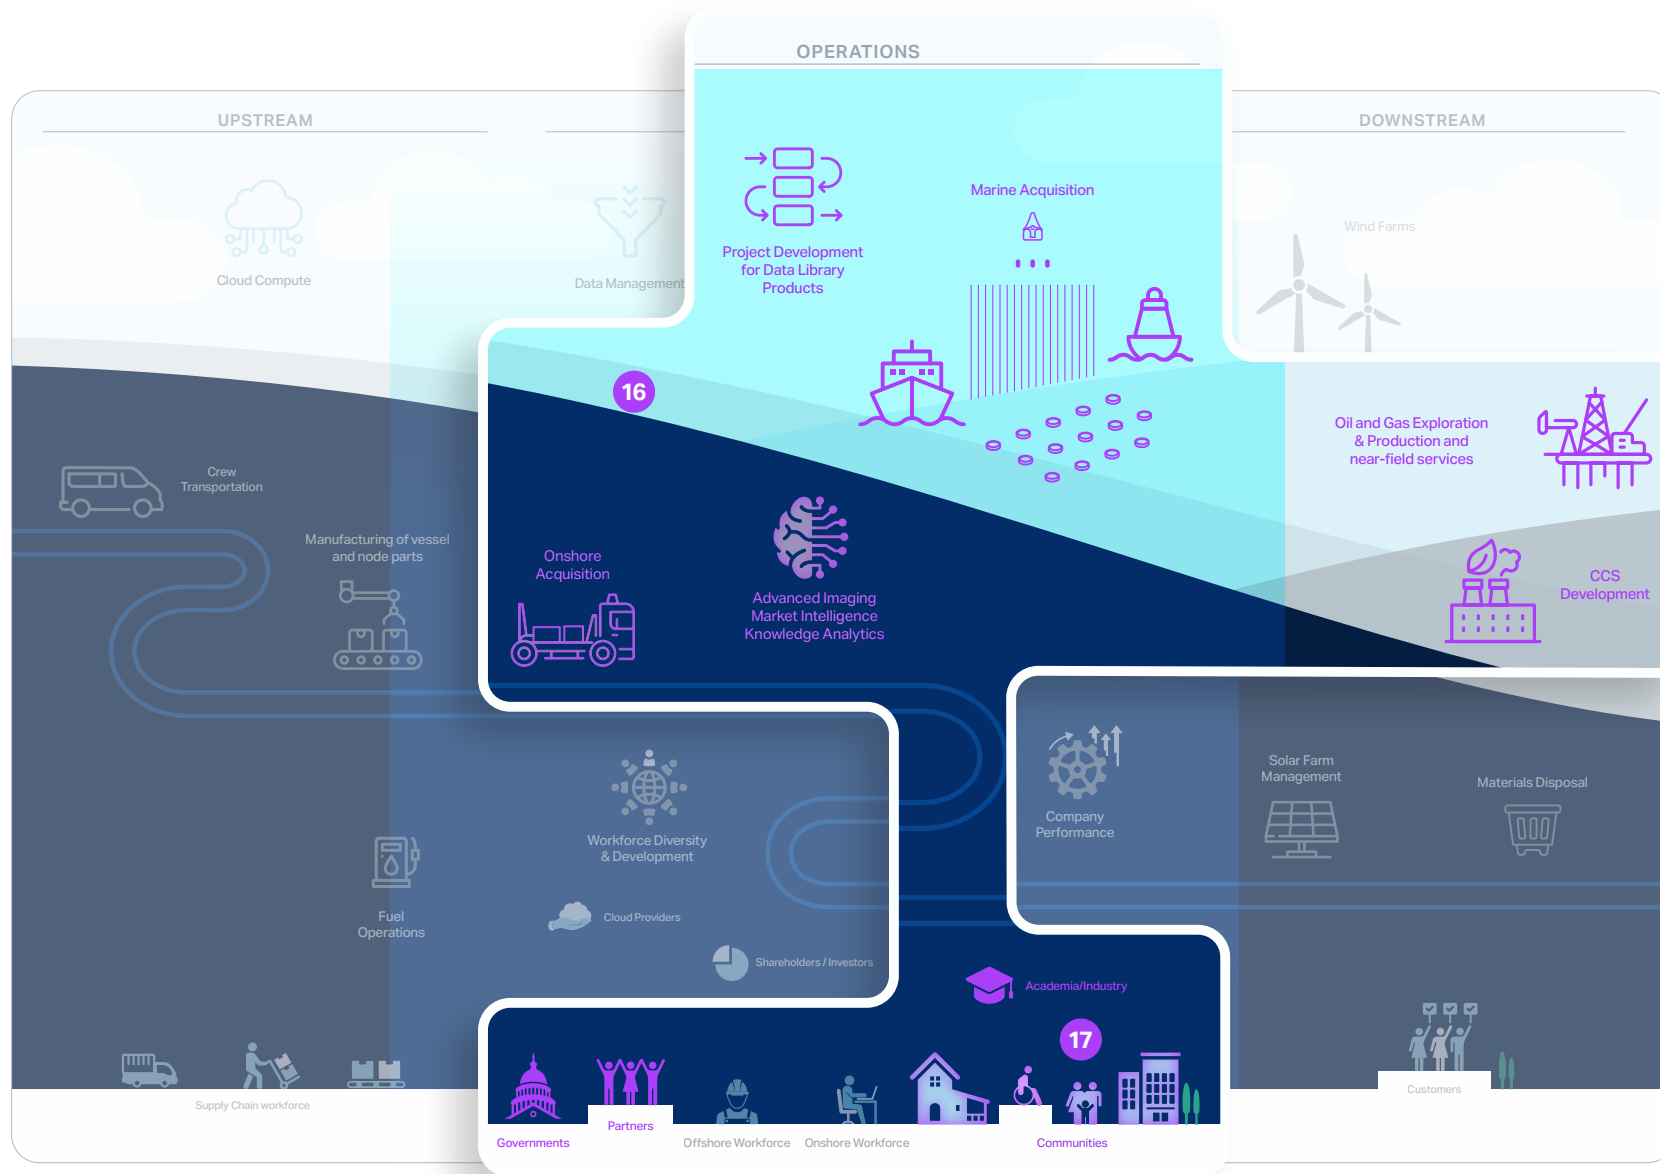 OPERATIONS
UPSTREAM
DOWNSTREAM
Cloud Compute
Data Management
Project Development
for Data Library
Products
Marine Acquisition
Wind Farms
16
Crew
Transportation
Manufacturing of vessel
and node parts
Onshore
Acquisition
Advanced Imaging
Market Intelligence
Knowledge Analytics
Oil and Gas Exploration
& Production and
near-field services
CCS
Development
Fuel
Operations
Workforce Diversity
& Development
Cloud Providers
Shareholders / Investors
Company
Performance
Solar Farm
Management
Materials Disposal
Academia/Industry
17
Supply Chain workforce
Governments
Partners
Offshore Workforce
Onshore Workforce
Communities
Customers